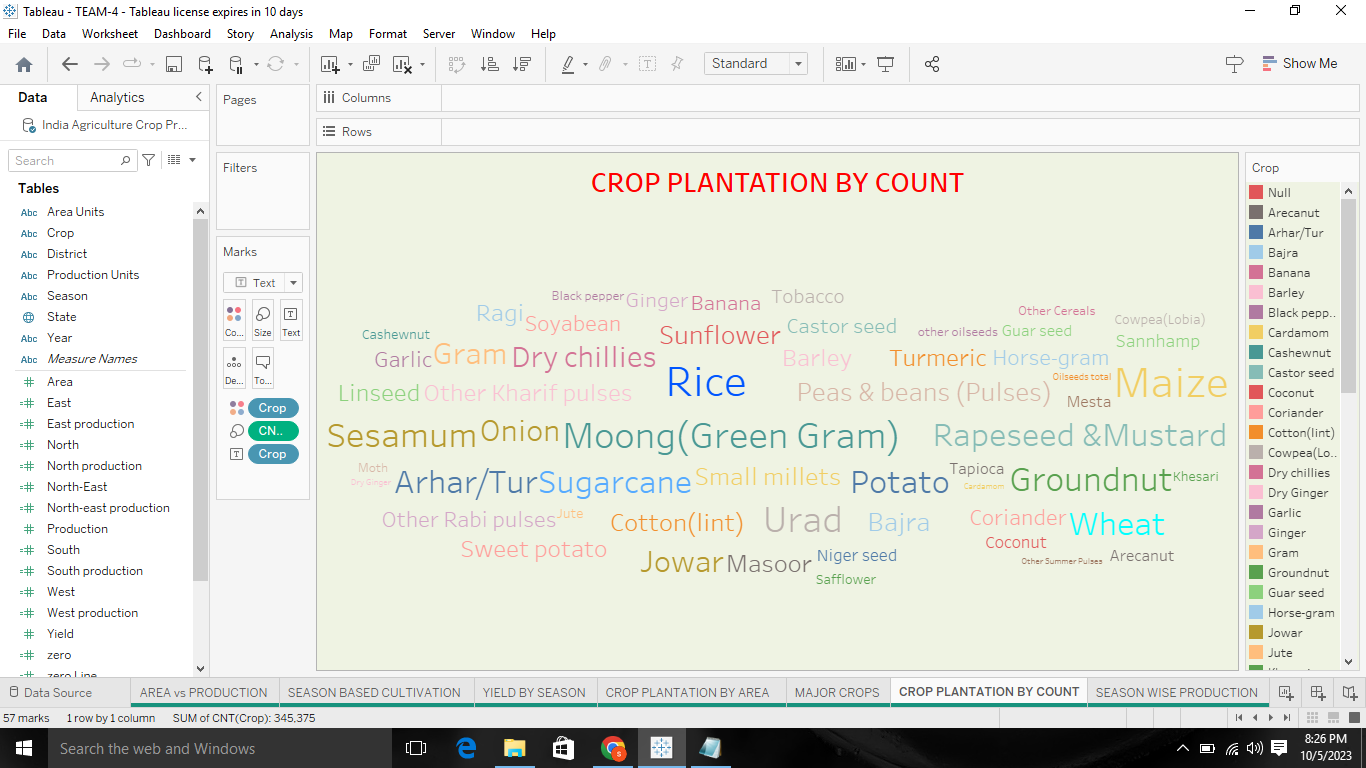 Tableau - TEAM-4 - Tableau license expires in 10 days
File Data Worksheet Dashboard Story Analysis Map Format Server Window Help
Standard
Show Me
Data Analytics
India Agriculture Crop Pr...
Search
Tables
Abc Area Units
Abc Crop
Abc District
Abc Production Units
Abc Season
State
Abc Year
Abc Measure Names
Area
East
East production
North
North production
North-East
North-east production
Production
South
South production
West
West production
Yield
zero
zero Line
Pages
Filters
Marks
Text
Co... Size Text
De... To...
Crop
CN..
Crop
Columns
Rows
CROP PLANTATION BY COUNT
Black pepper Ginger Banana Tobacco
Ragi Soyabean Other Cereals
Cashewnut Sunflower Castor seed other oilseeds Guar seed Cowpea(Lobia)
Sannhamp
Garlic Gram Dry chillies Barley Turmeric Horse-gram
Oilseeds total
Linseed Other Kharif pulses Rice Peas & beans (Pulses) Mesta Maize
Sesamum Onion Moong(Green Gram) Rapeseed &Mustard
Moth
Dry Ginger Arhar/Tur Sugarcane Small millets Potato Tapioca Cardamom Groundnut Khesari
Other Rabi pulses Jute Cotton(lint) Urad Bajra Coriander Wheat
Sweet potato Coconut
Jowar Masoor Niger seed Other Summer Pulses Arecanut
Safflower
Crop
Null
Arecanut
Arhar/Tur
Bajra
Banana
Barley
Black pepp..
Cardamom
Cashewnut
Castor seed
Coconut
Coriander
Cotton(lint)
Cowpea(Lo..
Dry chillies
Dry Ginger
Garlic
Ginger
Gram
Groundnut
Guar seed
Horse-gram
Jowar
Jute
Data Source AREA vs PRODUCTION SEASON BASED CULTIVATION YIELD BY SEASON CROP PLANTATION BY AREA MAJOR CROPS CROP PLANTATION BY COUNT SEASON WISE PRODUCTION
57 marks 1 row by 1 column SUM of CNT(Crop): 345,375
Search the web and Windows
8:26 PM
10/5/2023